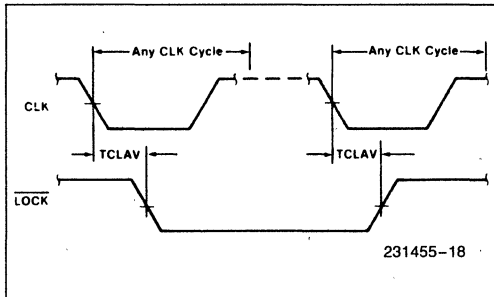 Any CLK Cycle Any CLK Cycle
CLK
TCLAV TCLAV
LOCK
231455-18